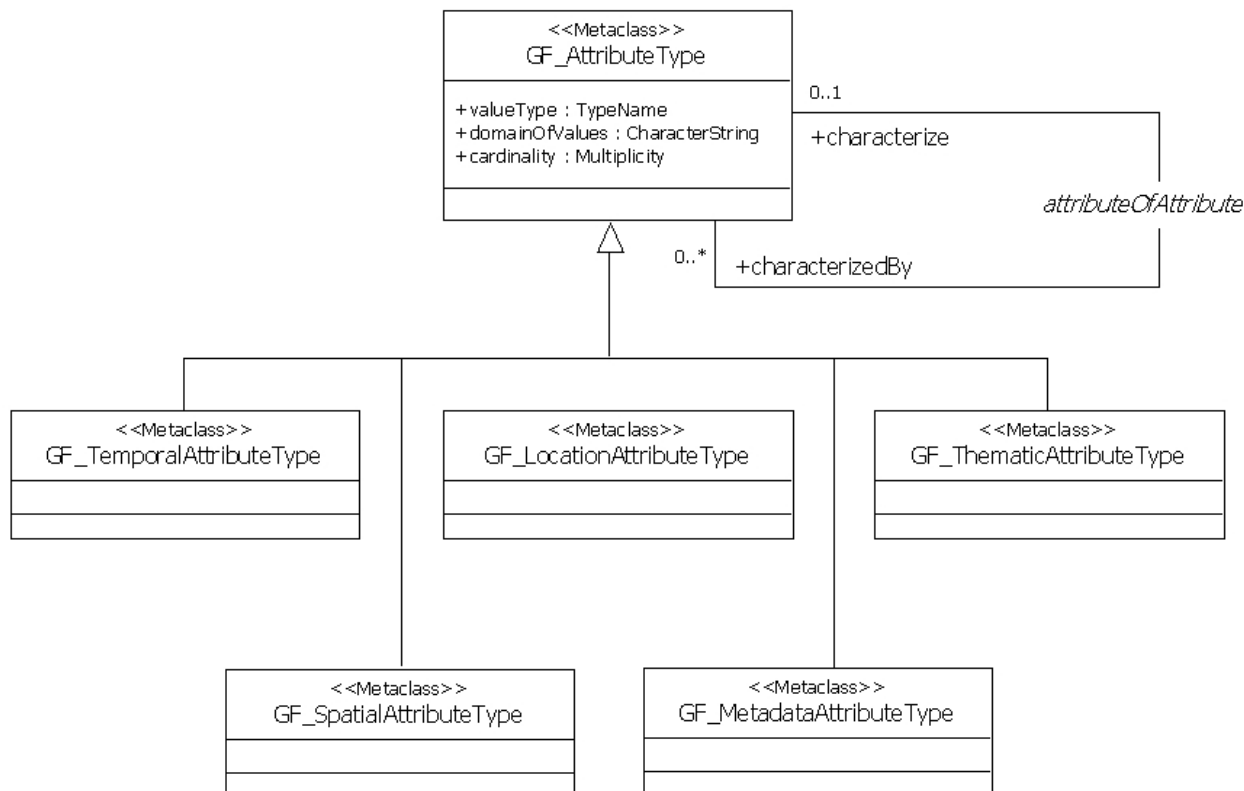 <<Metaclass>>
GF_AttributeType
+valueType : TypeName
+domainOfValues : CharacterString
+cardinality : Multiplicity
0..1
+characterize
attributeOfAttribute
0..*
+characterizedBy
<<Metaclass>>
GF_TemporalAttributeType
<<Metaclass>>
GF_LocationAttributeType
<<Metaclass>>
GF_ThematicAttributeType
<<Metaclass>>
GF_SpatialAttributeType
<<Metaclass>>
GF_MetadataAttributeType